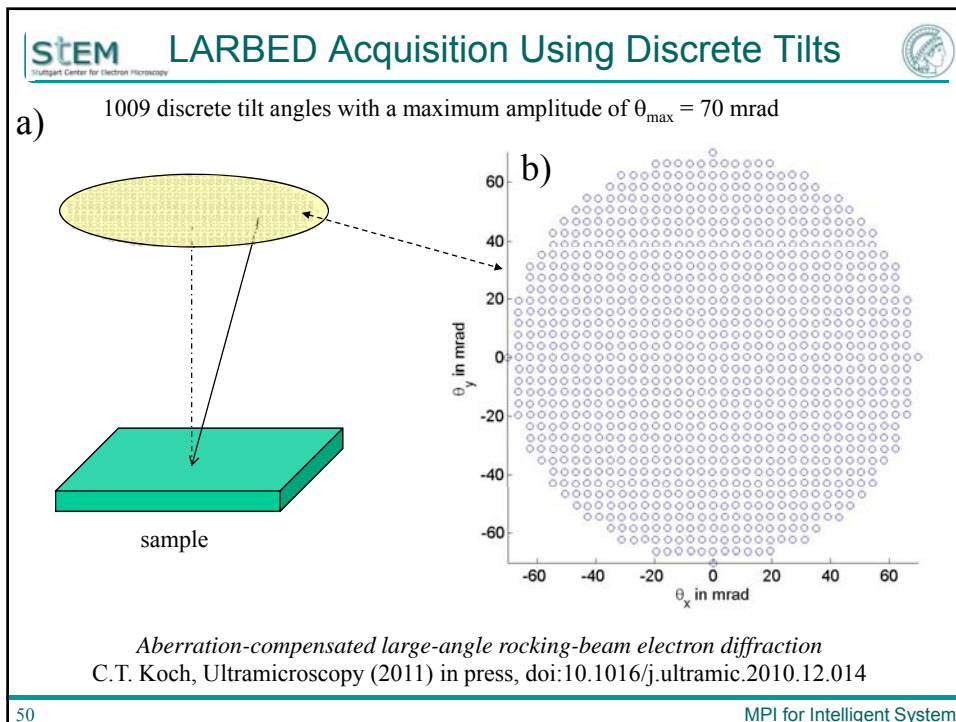 StEM
Stuttgart Center for Electron Microscopy
LARBED Acquisition Using Discrete Tilts
1009 discrete tilt angles with a maximum amplitude of θmax = 70 mrad
a)
b)
60
40
20
0
-20
-40
-60
θy in mrad
-60 -40 -20 0 20 40 60
θx in mrad
sample
Aberration-compensated large-angle rocking-beam electron diffraction
C.T. Koch, Ultramicroscopy (2011) in press, doi:10.1016/j.ultramic.2010.12.014
50
MPI for Intelligent System